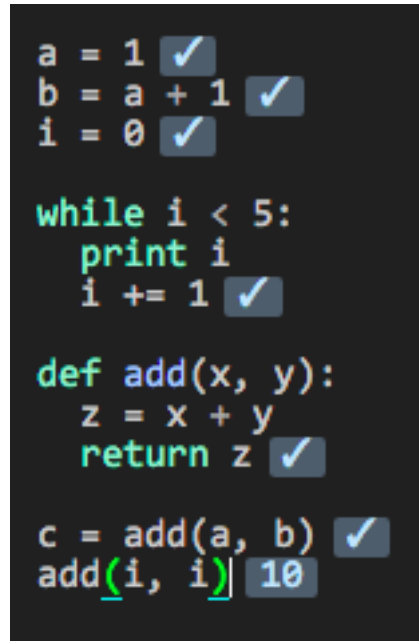 a = 1 ✓
b = a + 1 ✓
i = 0 ✓

while i < 5:
  print i
  i += 1 ✓

def add(x, y):
  z = x + y
  return z ✓

c = add(a, b) ✓
add(i, i) 10